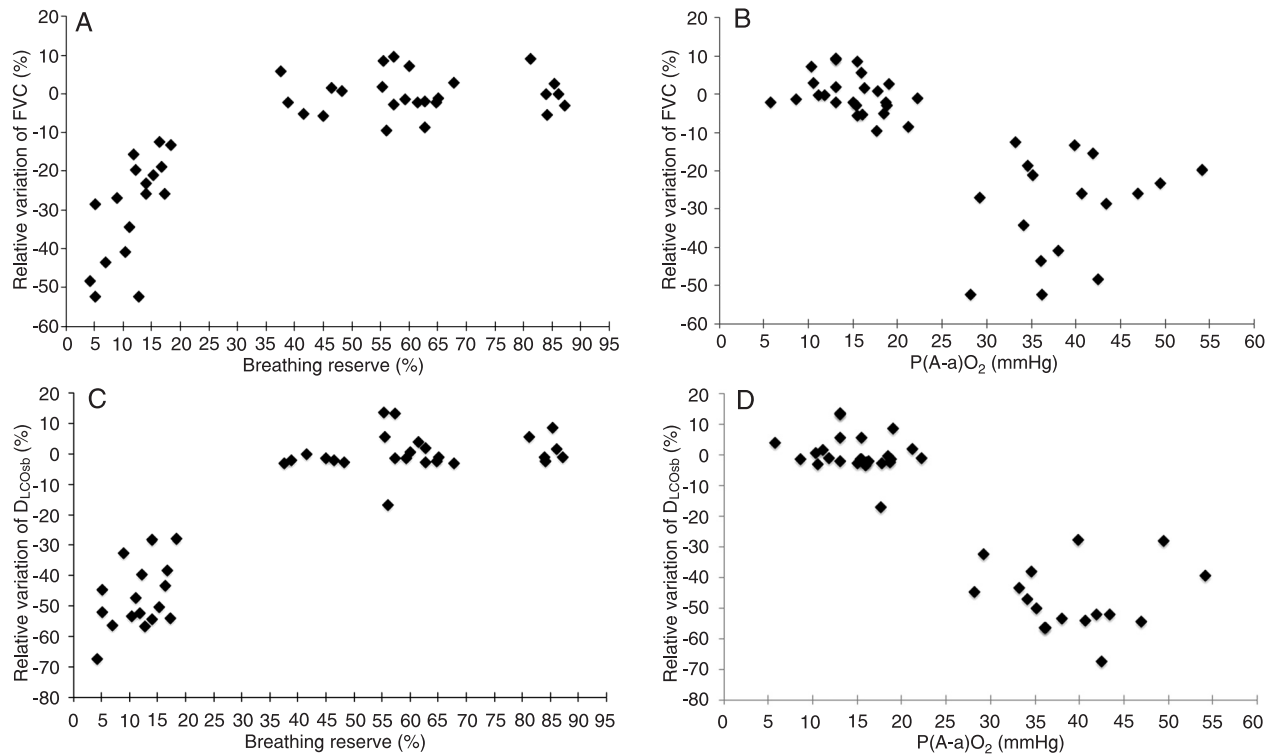 A
Relative variation of FVC (%)
20
10
0
-10
-20
-30
-40
-50
-60
0 5 10 15 20 25 30 35 40 45 50 55 60 65 70 75 80 85 90 95
Breathing reserve (%)
B
Relative variation of FVC (%)
20
10
0
-10
-20
-30
-40
-50
-60
0 5 10 15 20 25 30 35 40 45 50 55 60
P(A-a)O₂ (mmHg)
C
Relative variation of DLCOsb (%)
20
10
0
-10
-20
-30
-40
-50
-60
-70
-80
0 5 10 15 20 25 30 35 40 45 50 55 60 65 70 75 80 85 90 95
Breathing reserve (%)
D
Relative variation of DLCOsb (%)
20
10
0
-10
-20
-30
-40
-50
-60
-70
-80
0 5 10 15 20 25 30 35 40 45 50 55 60
P(A-a)O₂ (mmHg)